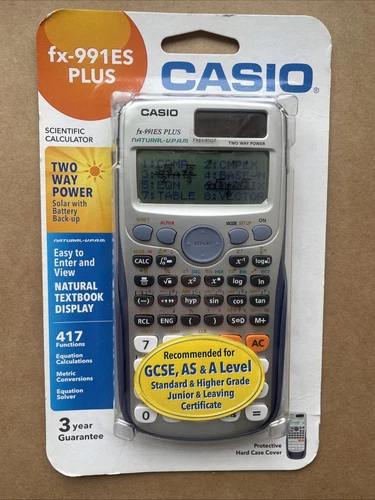 fx-991ES
PLUS
CASIO®
SCIENTIFIC
CALCULATOR
TWO
WAY
POWER
Solar with
Battery
Back-up
NATURAL-V.P.A.M.
Easy to
Enter and
View
NATURAL
TEXTBOOK
DISPLAY
417
Functions
Equation
Calculations
Metric
Conversions
Equation
Solver
3 year
Guarantee
CASIO
fx-991ES PLUS
NATURAL-V.P.A.M.
TWO WAY POWER
1:COMP 2:CMPLX
4:BASE-N
5:EQN
7:TABLE 8:VECTOR
SHIFT ALPHA MODE SETUP ON
REPLAY
CALC
log
ln
(−) hyp sin cos tan
RCL ENG ( ) S⇔D M+
7 AC
Recommended for
GCSE, AS & A Level
Standard & Higher Grade
Junior & Leaving
Certificate
0 =
Protective
Hard Case Cover